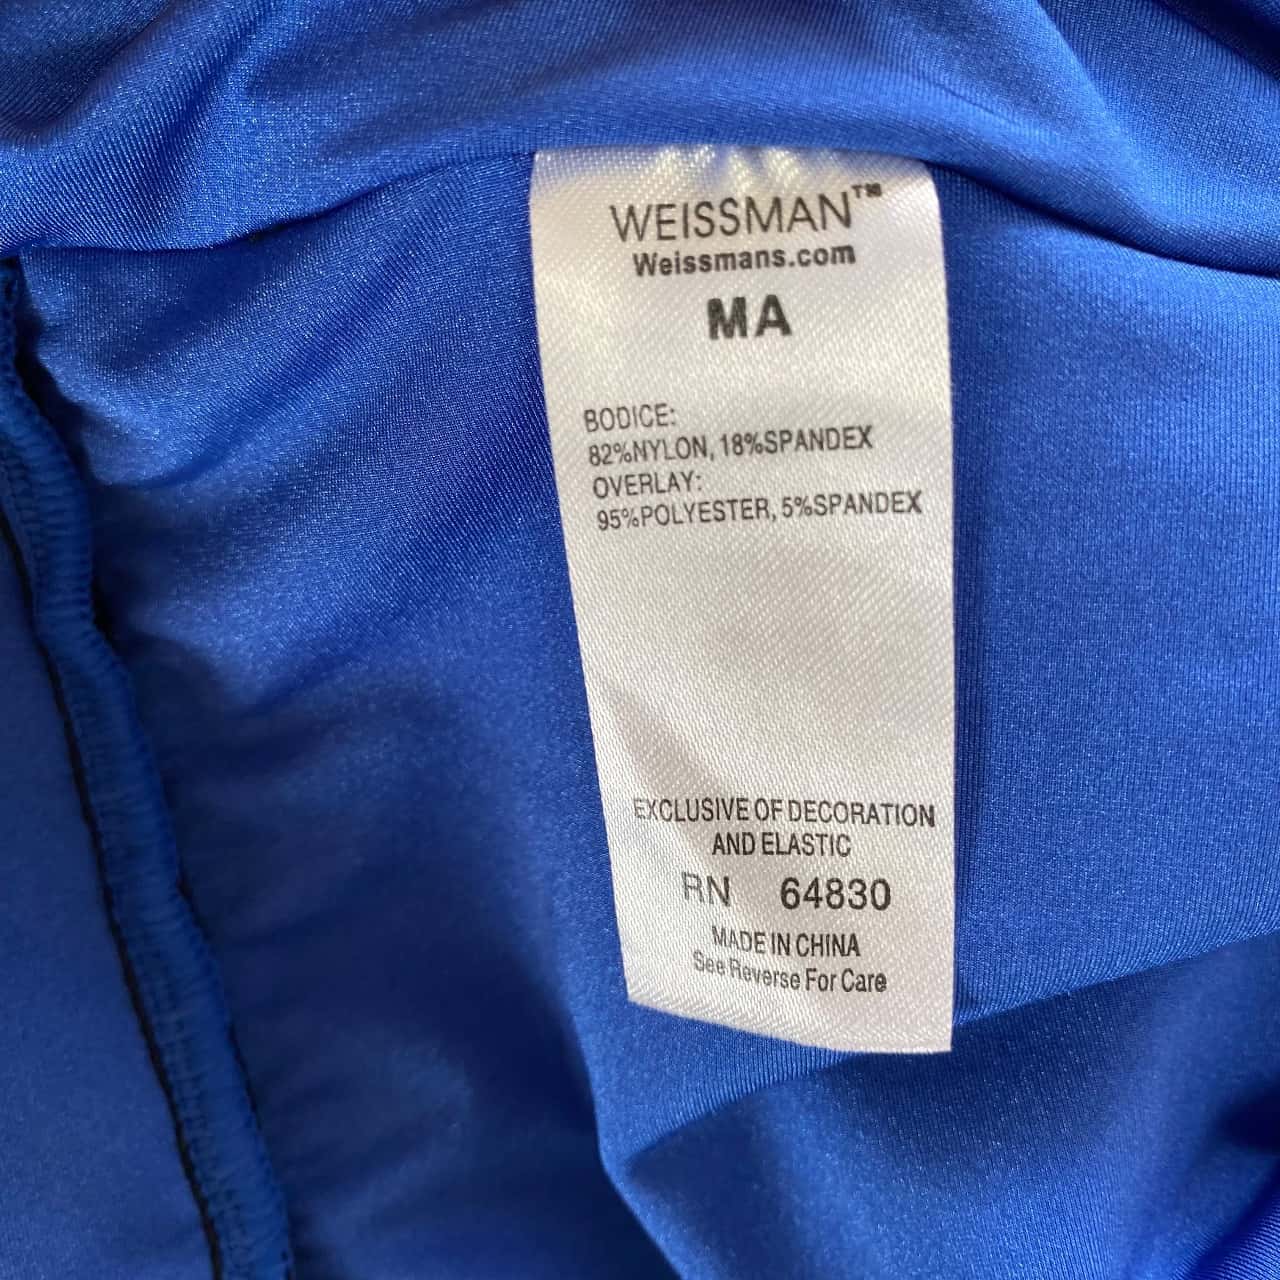 WEISSMAN™
Weissmans.com
MA
BODICE:
82%NYLON, 18%SPANDEX
OVERLAY:
95%POLYESTER, 5%SPANDEX
EXCLUSIVE OF DECORATION
AND ELASTIC
RN 64830
MADE IN CHINA
See Reverse For Care